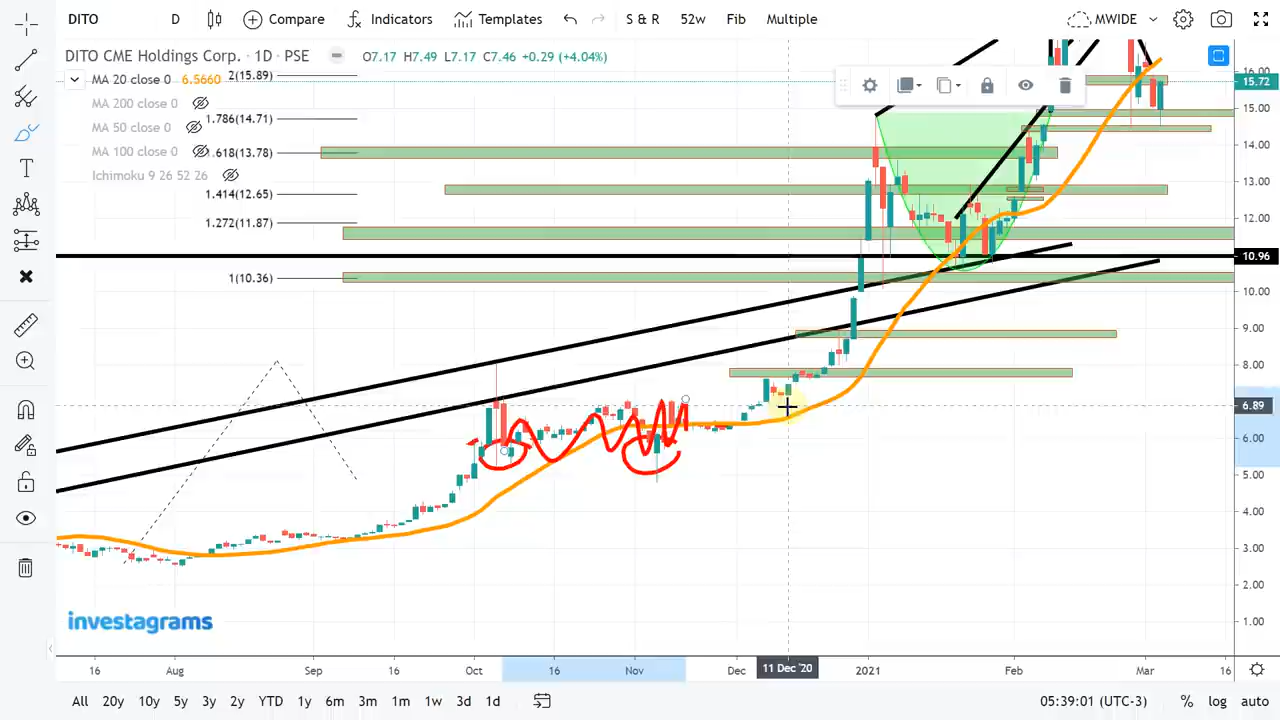 DITO D Compare Indicators Templates S & R 52w Fib Multiple MWIDE
DITO CME Holdings Corp. · 1D · PSE O7.17 H7.49 L7.17 C7.46 +0.29 (+4.04%)
MA 20 close 0 6.5660
MA 200 close 0
MA 50 close 0
MA 100 close 0
Ichimoku 9 26 52 26
2(15.89)
1.786(14.71)
1.618(13.78)
1.414(12.65)
1.272(11.87)
1(10.36)
16.00
15.72
15.00
14.00
13.00
12.00
10.96
10.00
9.00
8.00
6.89
6.00
5.00
4.00
3.00
2.00
1.00
investagrams
16 Aug Sep 16 Oct 16 Nov Dec 11 Dec '20 2021 Feb Mar 16
All 20y 10y 5y 3y 2y YTD 1y 6m 3m 1m 1w 3d 1d 05:39:01 (UTC-3) % log auto